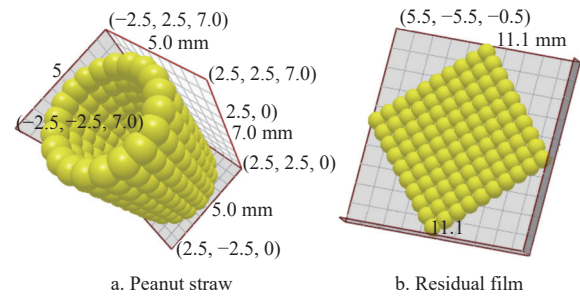 (−2.5, 2.5, 7.0)
5.0 mm
5
(2.5, 2.5, 7.0)
(−2.5, −2.5, 7.0)
2.5, 0)
7.0 mm
(2.5, 2.5, 0)
5.0 mm
(2.5, −2.5, 0)
a. Peanut straw
(5.5, −5.5, −0.5)
11.1 mm
11.1
b. Residual film